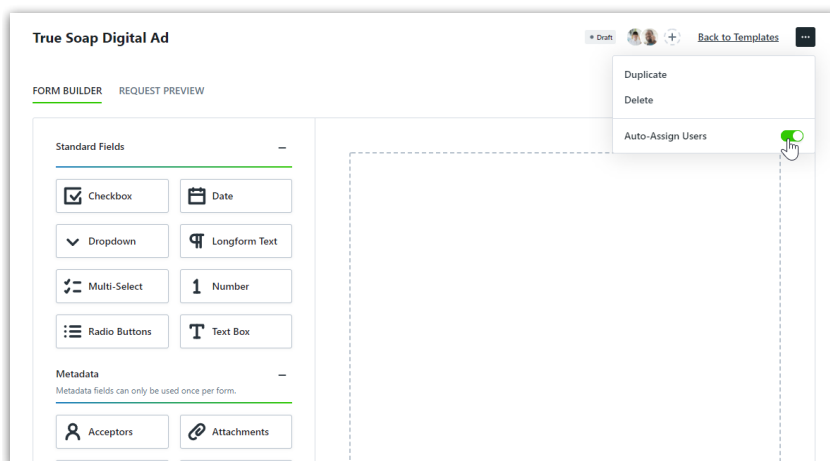 True Soap Digital Ad
Draft
Back to Templates
Duplicate
Delete
Auto-Assign Users
FORM BUILDER REQUEST PREVIEW
Standard Fields
Checkbox Date
Dropdown Longform Text
Multi-Select 1 Number
Radio Buttons T Text Box
Metadata
Metadata fields can only be used once per form.
Acceptors Attachments